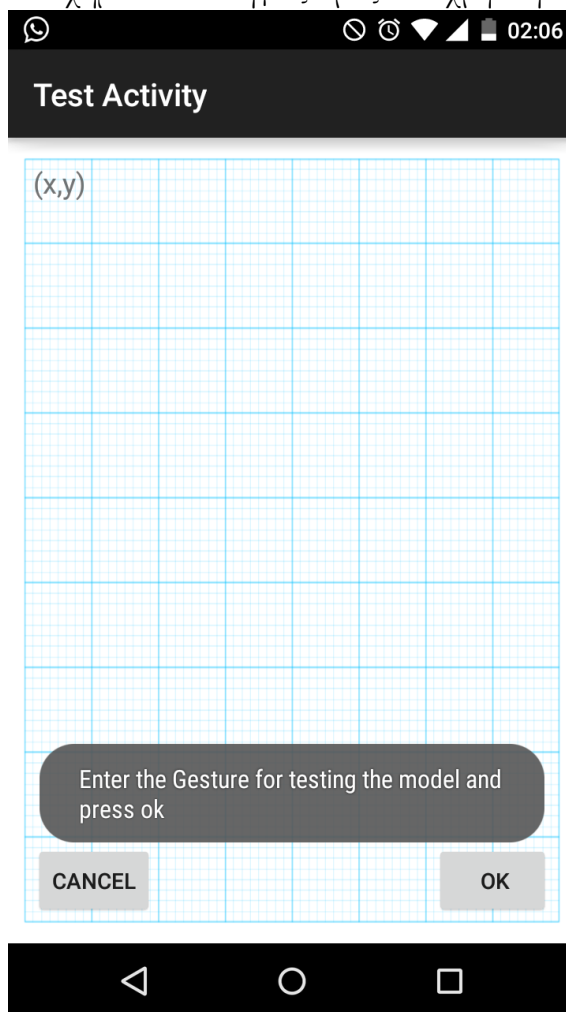 02:06
Test Activity
(x,y)
Enter the Gesture for testing the model and
press ok
CANCEL
OK